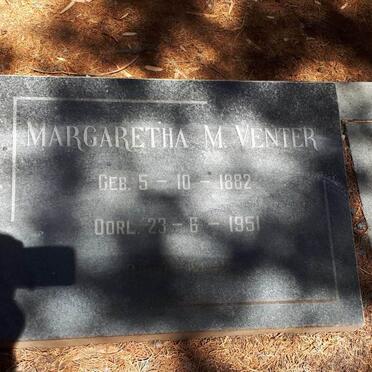 MARGARETHA M. VENTER
GEB. 5 - 10 - 1882
OORL. 23 - 6 - 1951